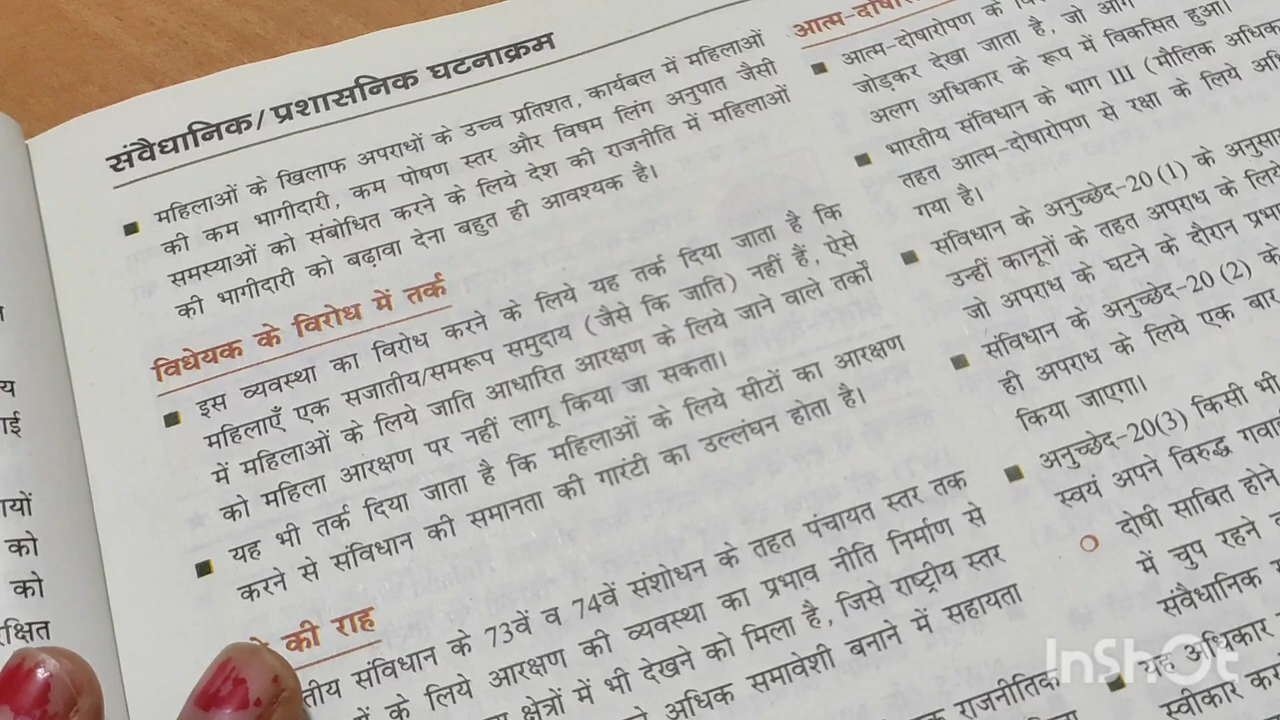 संवैधानिक/प्रशासनिक घटनाक्रम
महिलाओं के खिलाफ अपराधों के उच्च प्रतिशत, कार्यबल में महिलाओं
की कम भागीदारी, कम पोषण स्तर और विषम लिंग अनुपात जैसी
समस्याओं को संबोधित करने के लिये देश की राजनीति में महिलाओं
की भागीदारी को बढ़ावा देना बहुत ही आवश्यक है।
विधेयक के विरोध में तर्क
इस व्यवस्था का विरोध करने के लिये यह तर्क दिया जाता है कि
महिलाएँ एक सजातीय/समरूप समुदाय (जैसे कि जाति) नहीं हैं, ऐसे
में महिलाओं के लिये जाति आधारित आरक्षण के लिये जाने वाले तर्कों
को महिला आरक्षण पर नहीं लागू किया जा सकता।
यह भी तर्क दिया जाता है कि महिलाओं के लिये सीटों का आरक्षण
करने से संविधान की समानता की गारंटी का उल्लंघन होता है।
की राह
संविधान के 73वें व 74वें संशोधन के तहत पंचायत स्तर तक
के लिये आरक्षण की व्यवस्था का प्रभाव नीति निर्माण से
क्षेत्रों में भी देखने को मिला है, जिसे राष्ट्रीय स्तर
अधिक समावेशी बनाने में सहायता
राजनीतिक
आत्म-दोषारोपण के
जोड़कर देखा जाता है, जो आगे
अलग अधिकार के रूप में विकसित हुआ।
भारतीय संविधान के भाग III (मौलिक
तहत आत्म-दोषारोपण से रक्षा के लिये
गया है।
संविधान के अनुच्छेद-20 (1) के अनुसार
उन्हीं कानूनों के तहत अपराध के लिये
जो अपराध के घटने के दौरान
संविधान के अनुच्छेद-20 (2) के
ही अपराध के लिये एक बार
किया जाएगा।
अनुच्छेद-20(3) किसी भी
स्वयं अपने विरुद्ध
दोषी साबित होने
में चुप रहने
संवैधानिक
यह अधिकार
स्वीकार
य
यों
को
को
InShOt